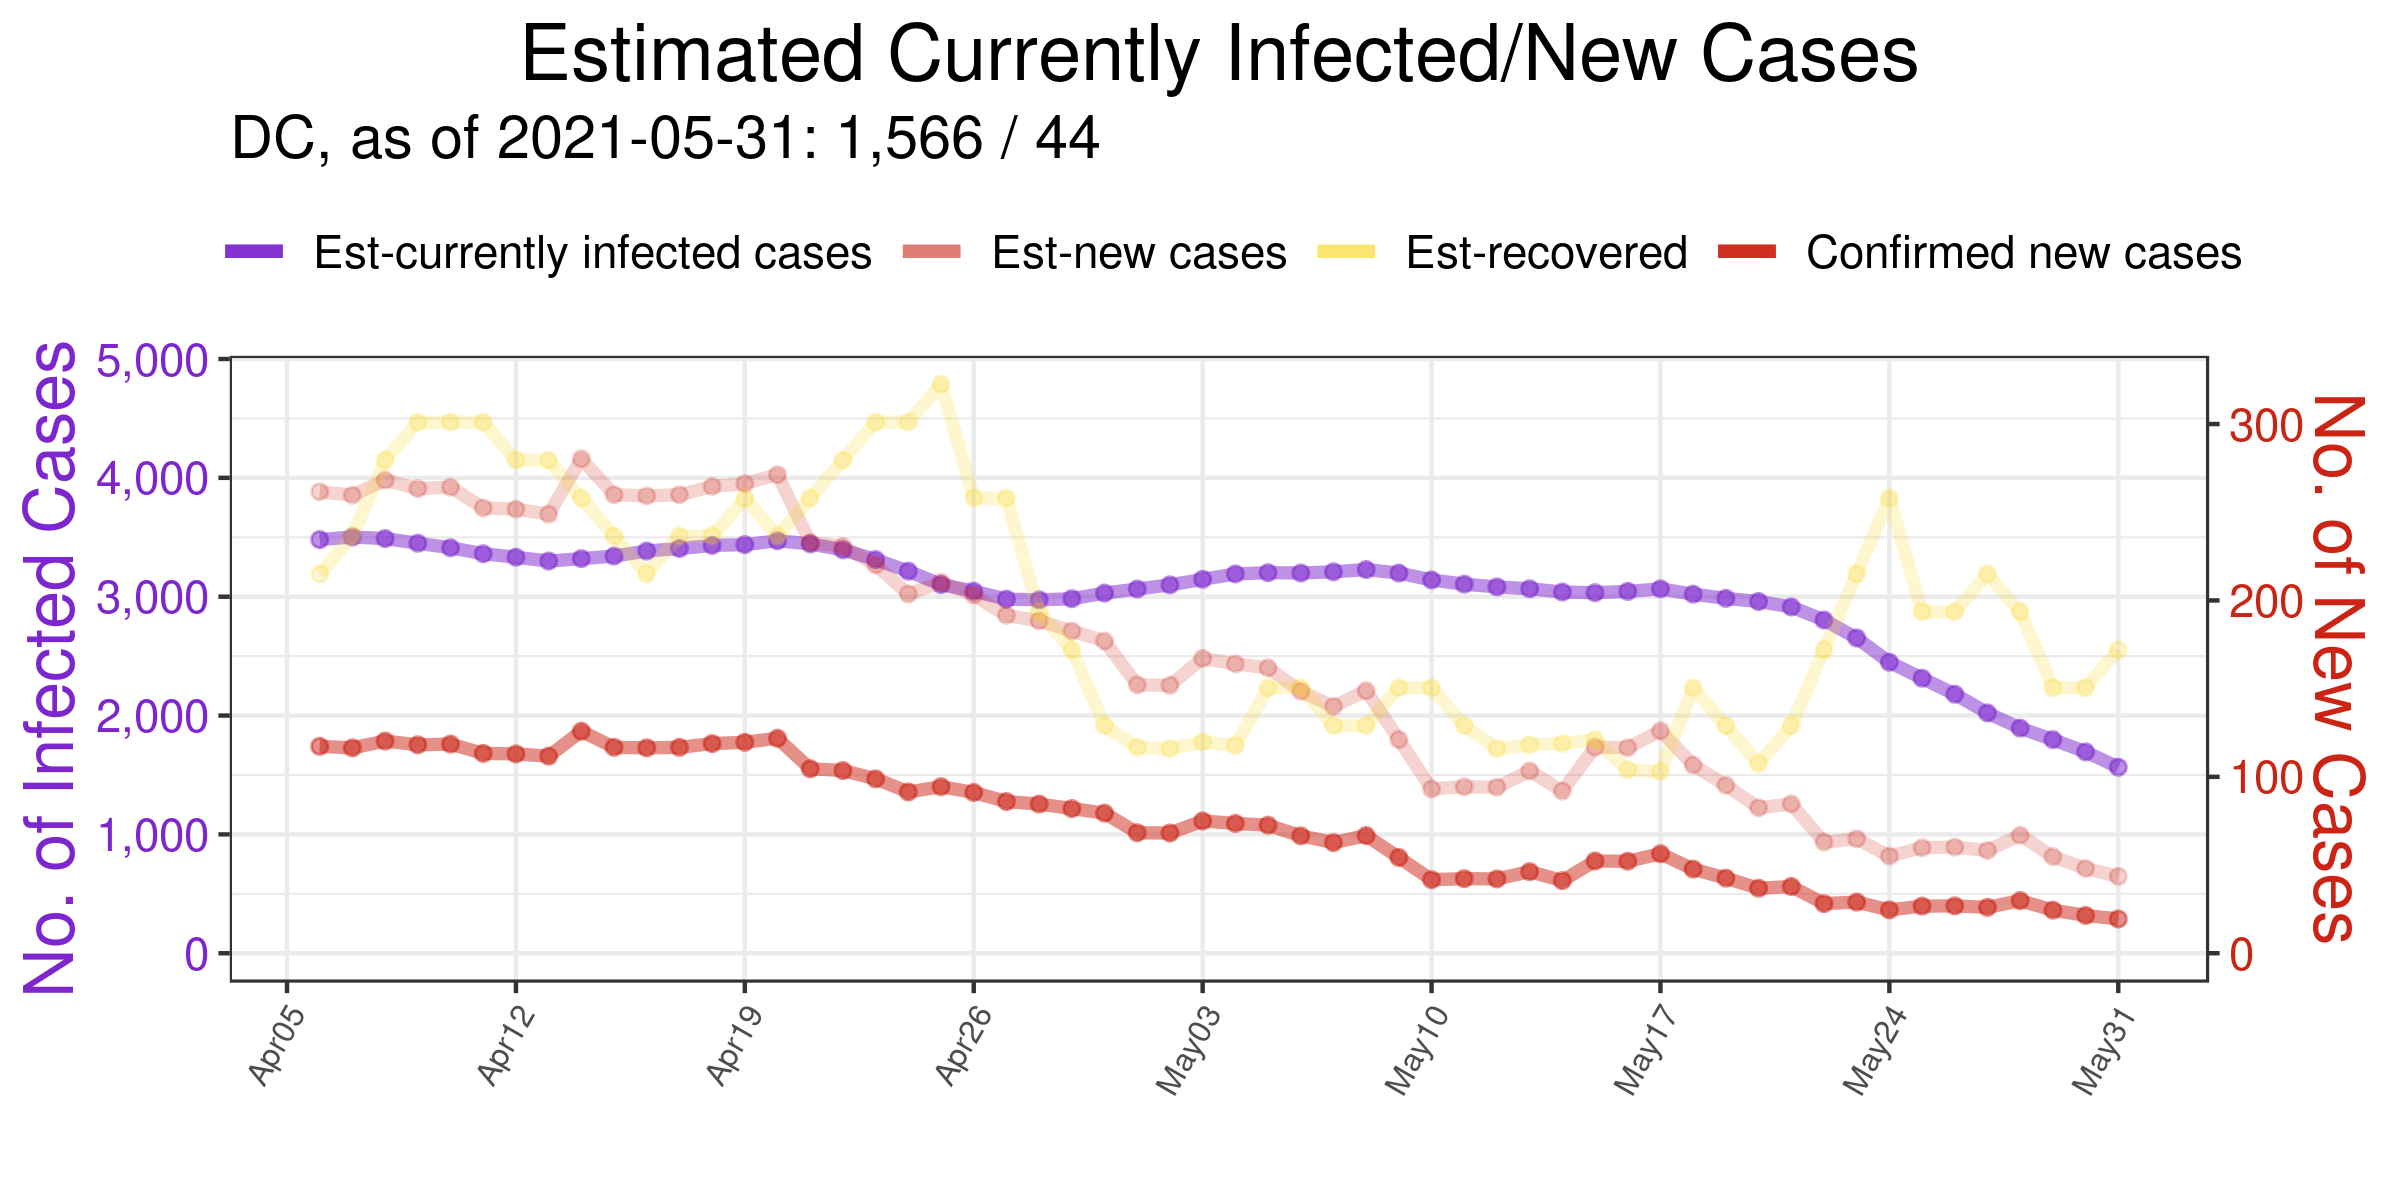 Estimated Currently Infected/New Cases
DC, as of 2021-05-31: 1,566 / 44
Est-currently infected cases Est-new cases Est-recovered Confirmed new cases
No. of Infected Cases
5,000
4,000
3,000
2,000
1,000
0
300
200
100
0
No. of New Cases
Apr05 Apr12 Apr19 Apr26 May03 May10 May17 May24 May31